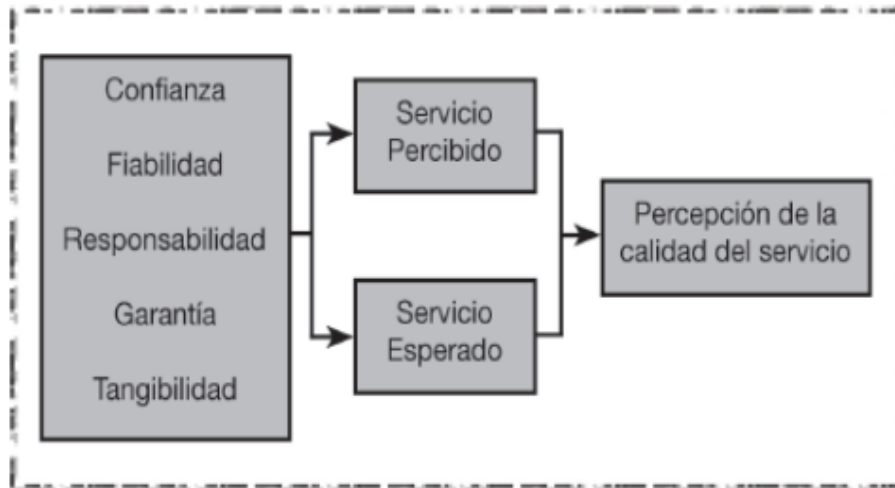 Confianza
Fiabilidad
Responsabilidad
Garantía
Tangibilidad
Servicio
Percibido
Servicio
Esperado
Percepción de la
calidad del servicio